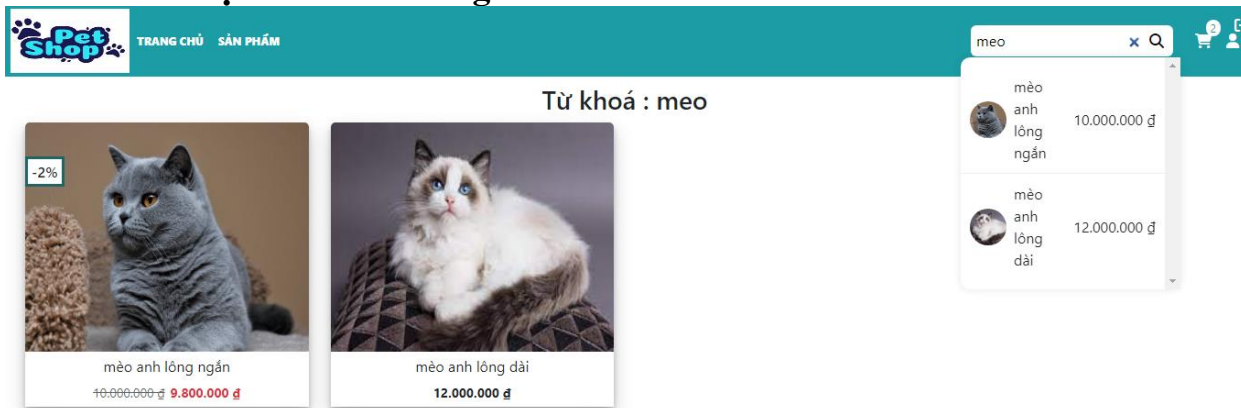 Pet
Shop
TRANG CHỦ SẢN PHẨM
meo
2
Từ khoá : meo
mèo
anh
lông
ngắn
10.000.000 ₫
mèo
anh
lông
dài
12.000.000 ₫
-2%
mèo anh lông ngắn
10.000.000 ₫ 9.800.000 ₫
mèo anh lông dài
12.000.000 ₫